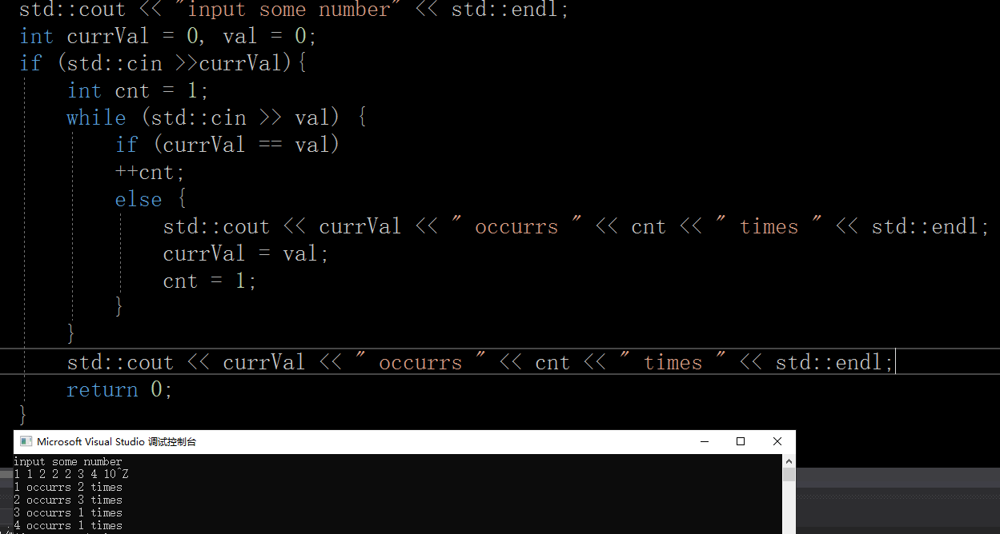 std::cout << "input some number" << std::endl;
int currVal = 0, val = 0;
if (std::cin >>currVal){
int cnt = 1;
while (std::cin >> val) {
if (currVal == val)
++cnt;
else {
std::cout << currVal << " occurrs " << cnt << " times " << std::endl;
currVal = val;
cnt = 1;
}
}
std::cout << currVal << " occurrs " << cnt << " times " << std::endl;
return 0;
}
Microsoft Visual Studio 调试控制台
input some number
1 1 2 2 2 3 4 10^Z
1 occurrs 2 times
2 occurrs 3 times
3 occurrs 1 times
4 occurrs 1 times